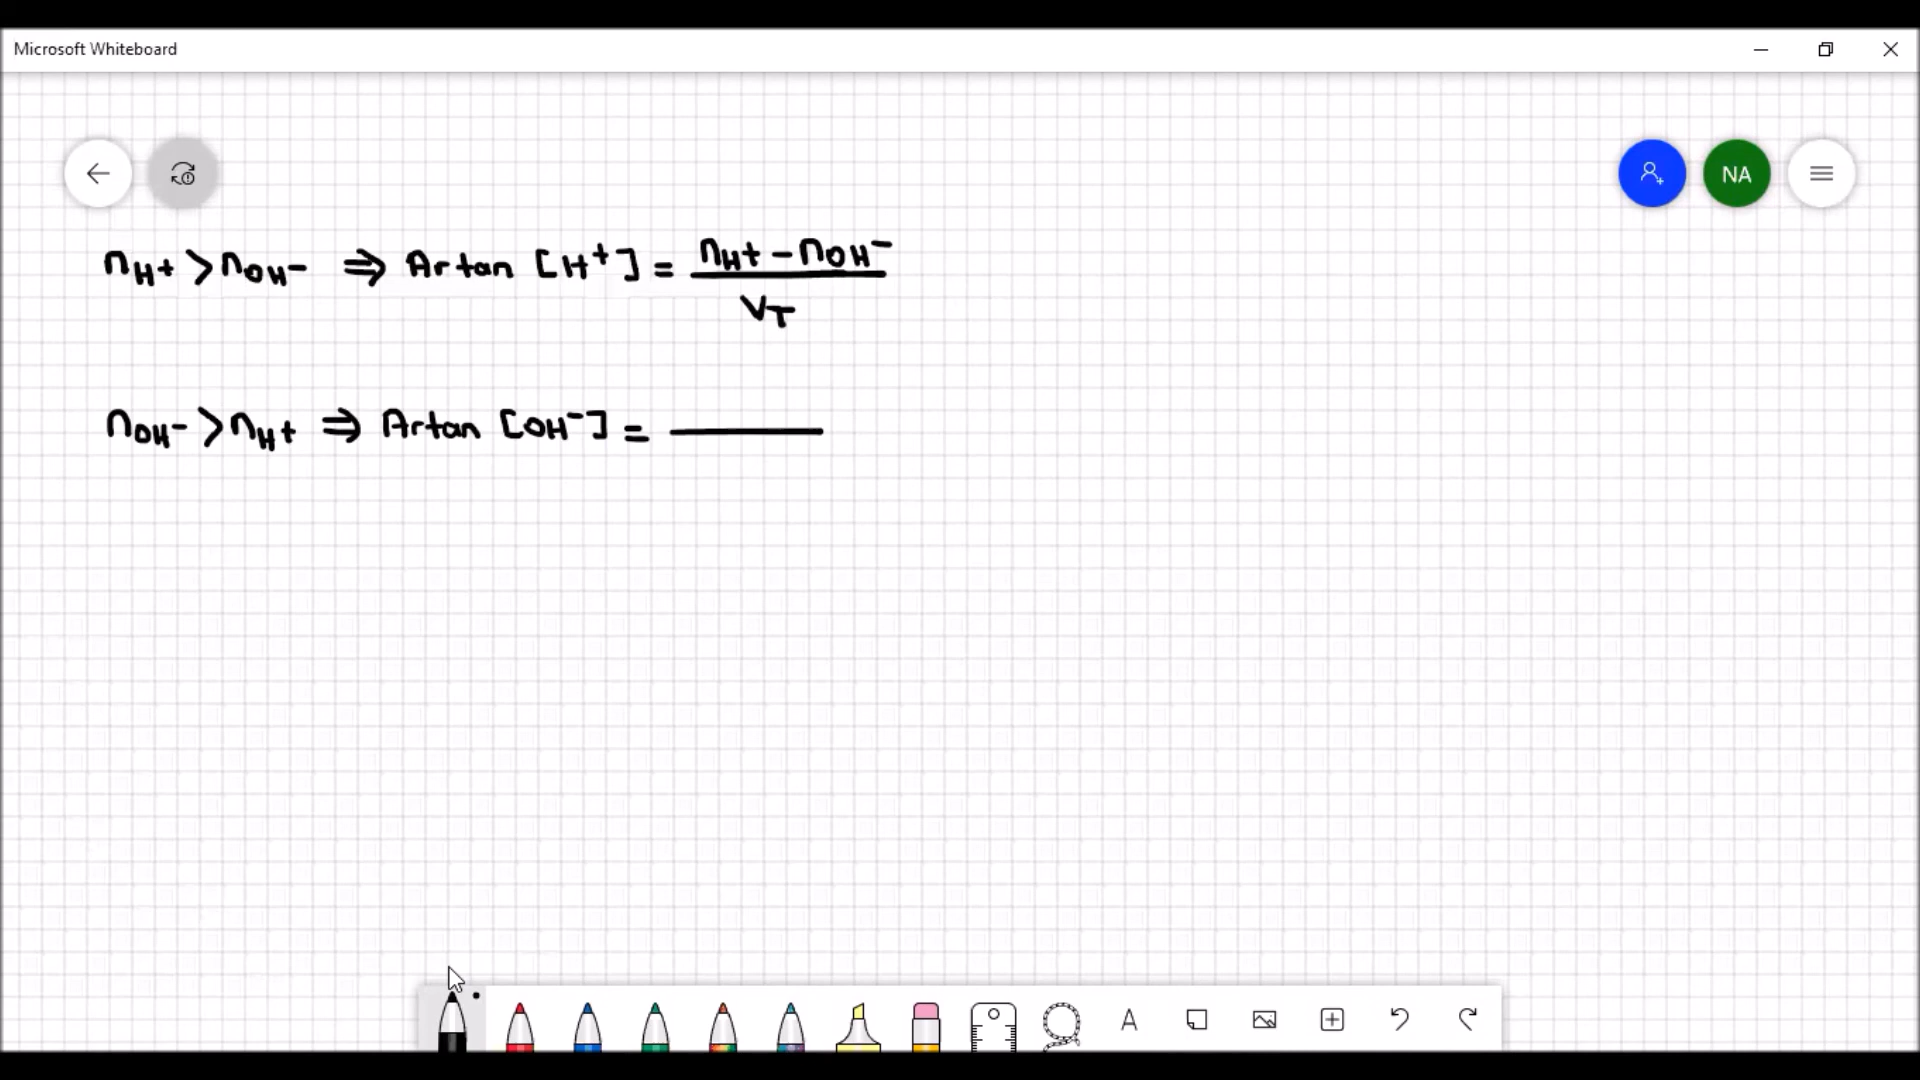 Microsoft Whiteboard
NA
nH+ > nOH- ⇒ Artan [H+] = nH+ - nOH-
VT
nOH- > nH+ ⇒ Artan [OH-] =
A